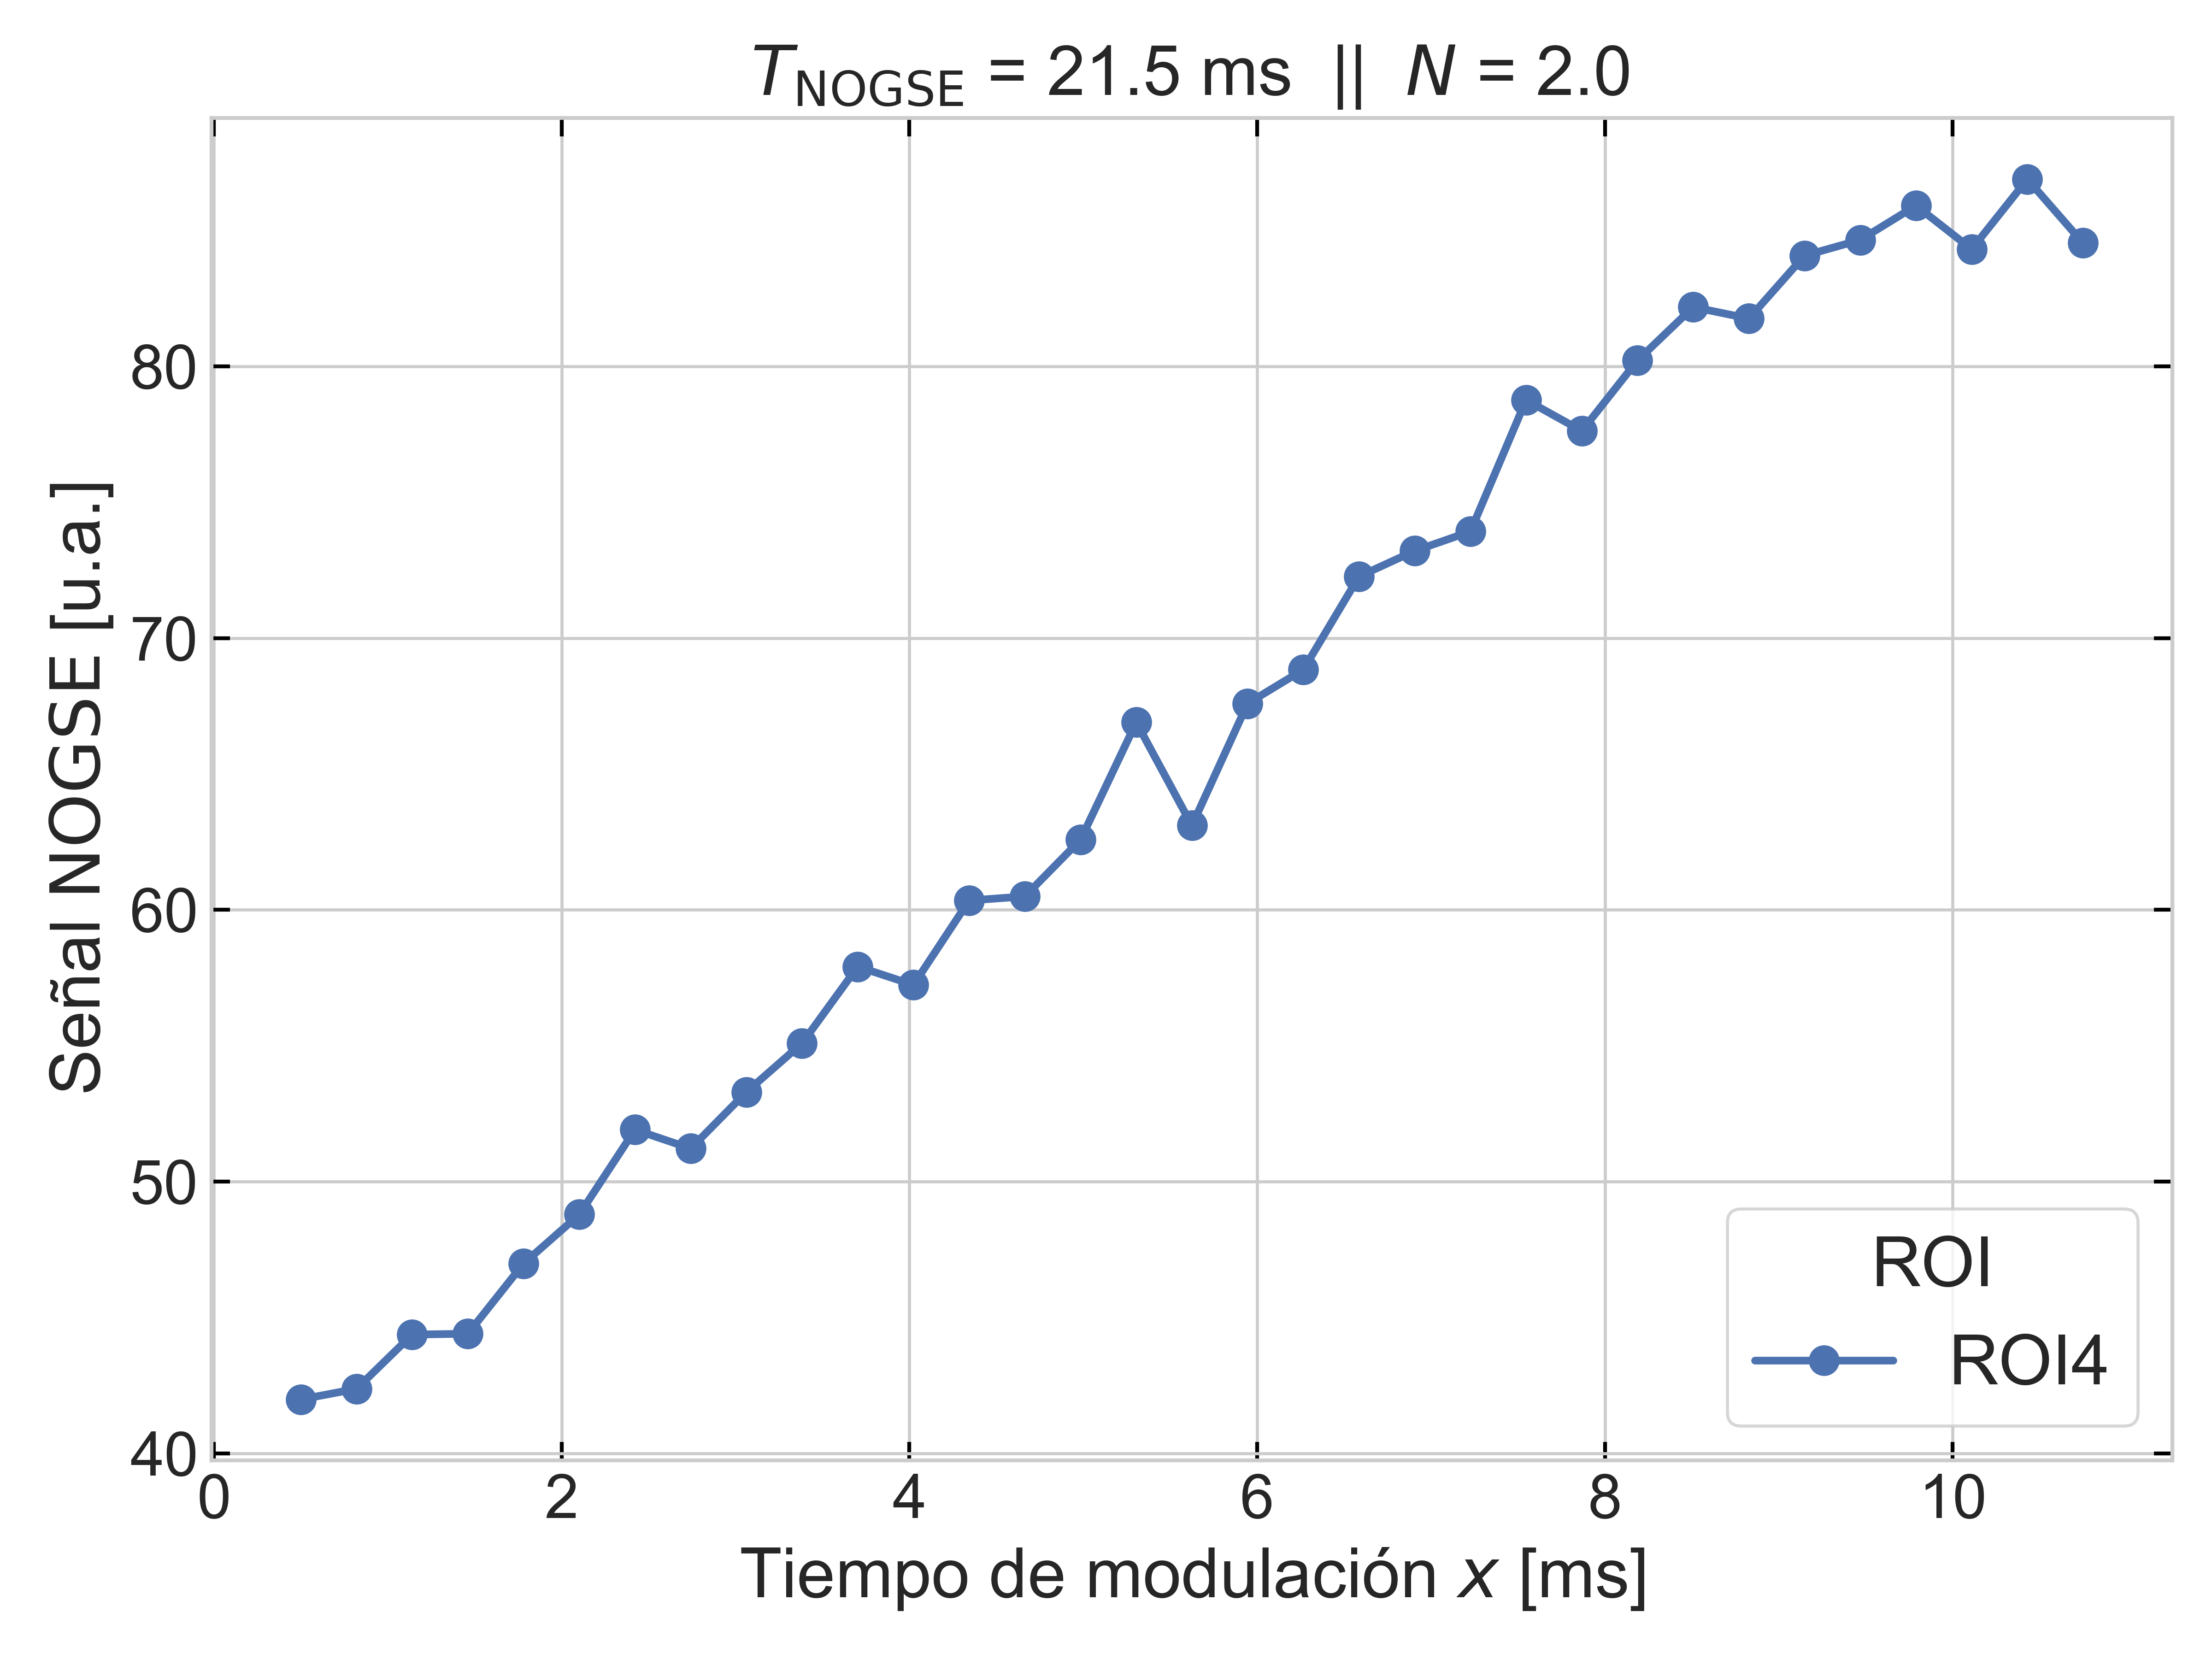 T_NOGSE = 21.5 ms || N = 2.0
Señal NOGSE [u.a.]
80
70
60
50
40
ROI
ROI4
0 2 4 6 8 10
Tiempo de modulación x [ms]